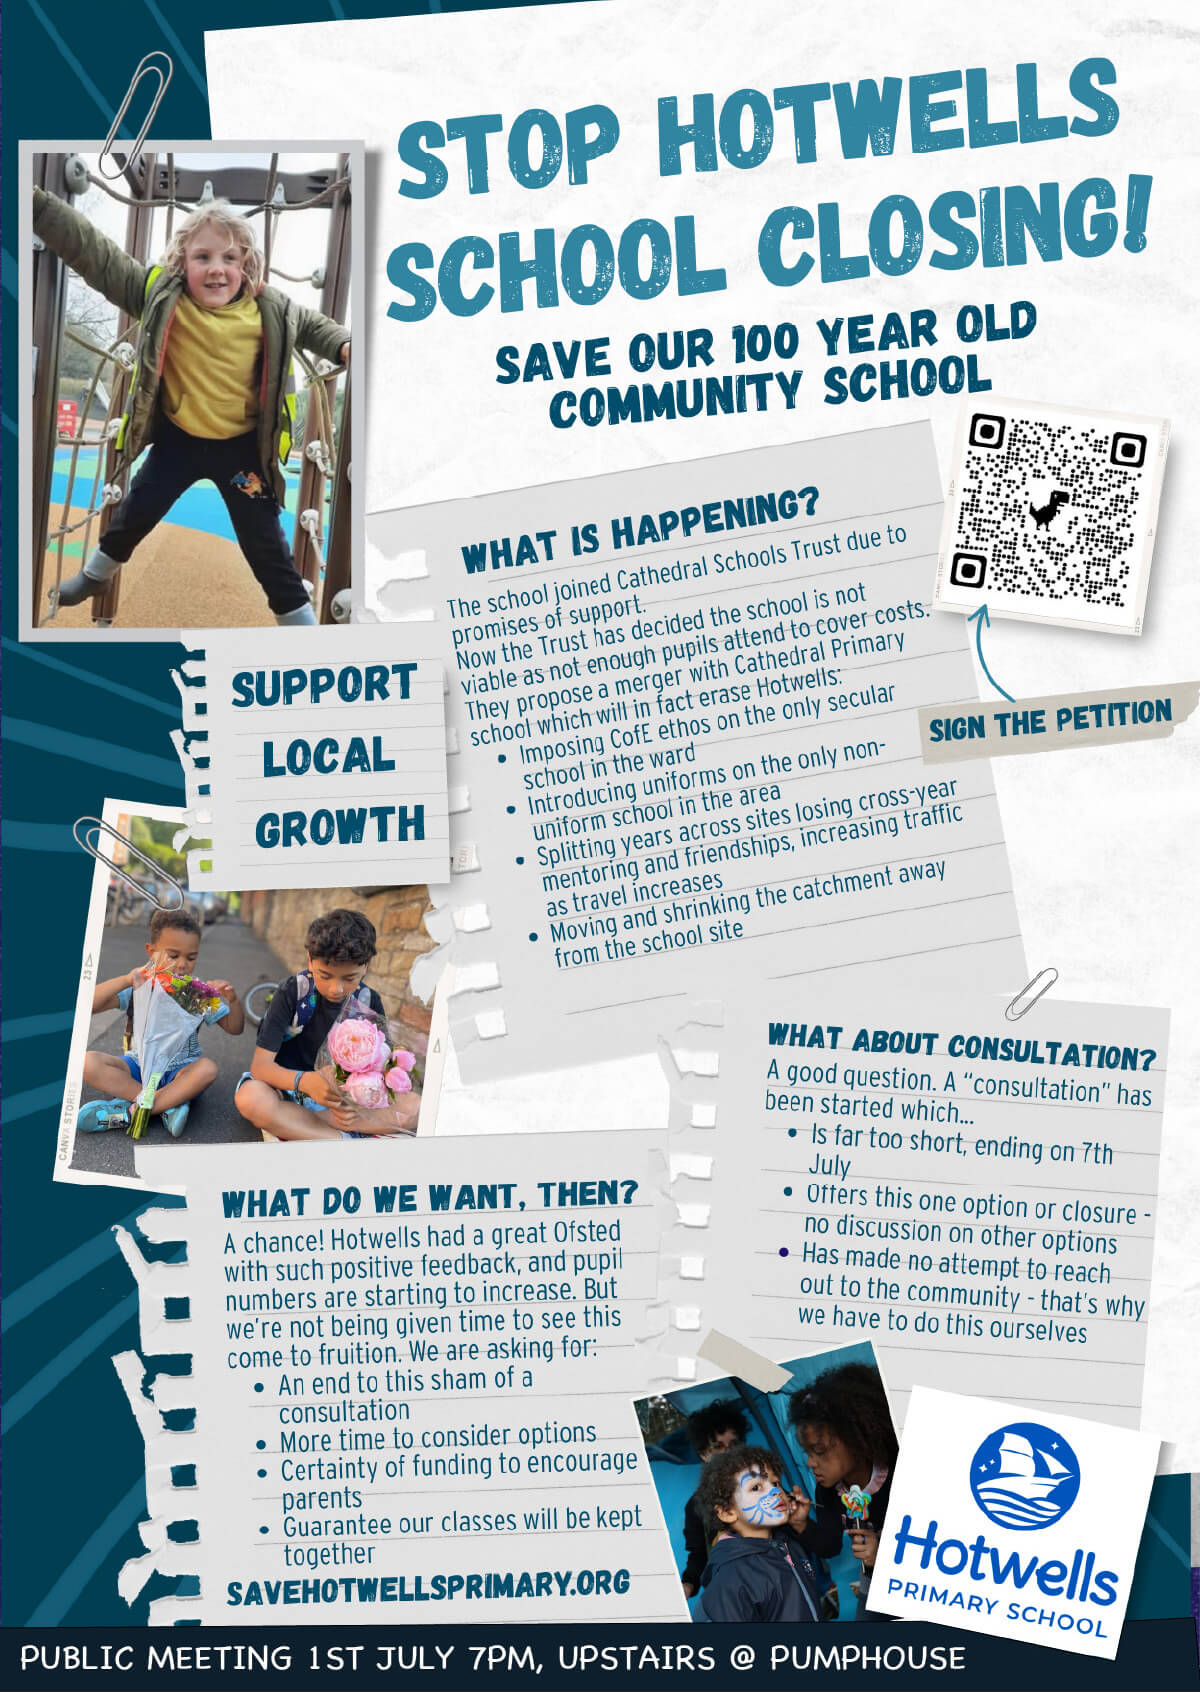 STOP HOTWELLS
SCHOOL CLOSING!
SAVE OUR 100 YEAR OLD
COMMUNITY SCHOOL
WHAT IS HAPPENING?
The school joined Cathedral Schools Trust due to
promises of support.
Now the Trust has decided the school is not
viable as not enough pupils attend to cover costs.
They propose a merger with Cathedral Primary
school which will in fact erase Hotwells:
• Imposing CofE ethos on the only secular
school in the ward
• Introducing uniforms on the only non-
uniform school in the area
• Splitting years across sites losing cross-year
mentoring and friendships, increasing traffic
as travel increases
• Moving and shrinking the catchment away
from the school site
SIGN THE PETITION
SUPPORT
LOCAL
GROWTH
23
CANVA STORIES
WHAT ABOUT CONSULTATION?
A good question. A “consultation” has
been started which...
• Is far too short, ending on 7th
July
• Offers this one option or closure -
no discussion on other options
• Has made no attempt to reach
out to the community - that's why
we have to do this ourselves
WHAT DO WE WANT, THEN?
A chance! Hotwells had a great Ofsted
with such positive feedback, and pupil
numbers are starting to increase. But
we're not being given time to see this
come to fruition. We are asking for:
• An end to this sham of a
consultation
• More time to consider options
• Certainty of funding to encourage
parents
• Guarantee our classes will be kept
together
SAVEHOTWELLSPRIMARY.ORG
Hotwells
PRIMARY SCHOOL
PUBLIC MEETING 1ST JULY 7PM, UPSTAIRS @ PUMPHOUSE